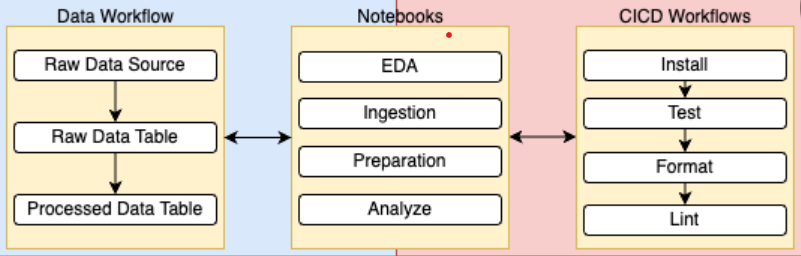 Data Workflow
Raw Data Source
Raw Data Table
Processed Data Table
Notebooks
EDA
Ingestion
Preparation
Analyze
CICD Workflows
Install
Test
Format
Lint